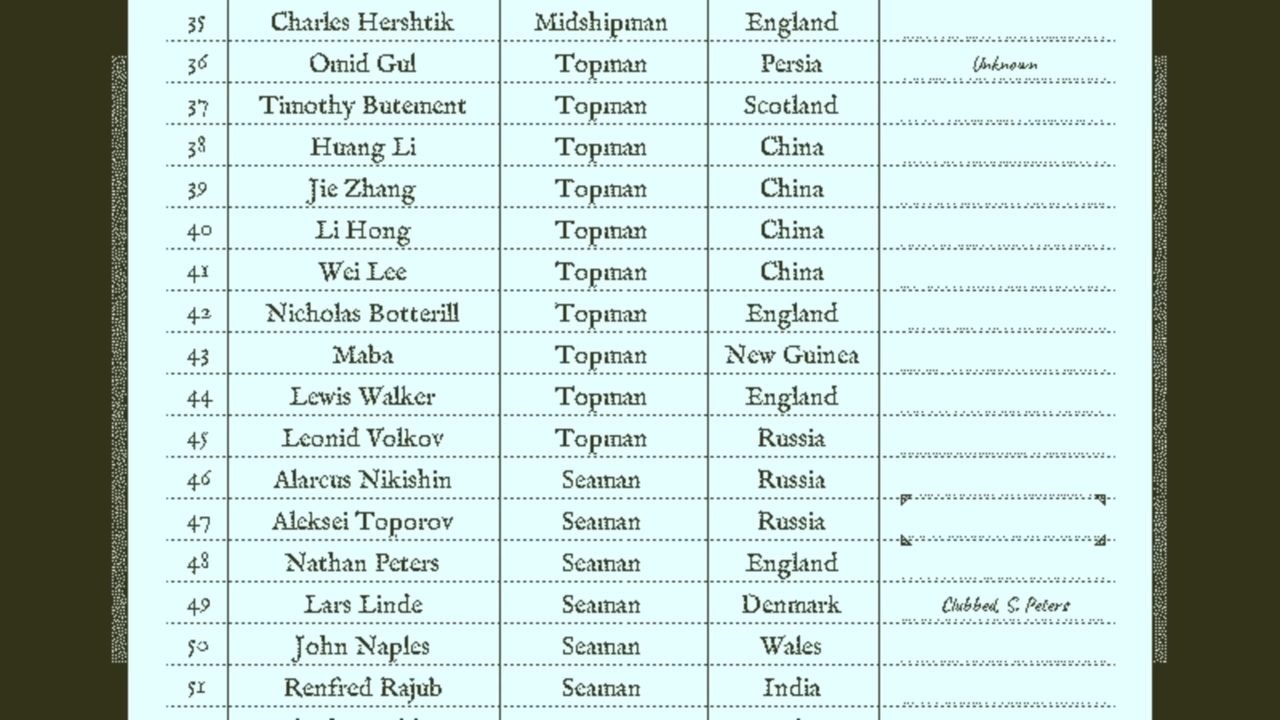 35 Charles Hershtik Midshipman England
36 Omid Gul Topman Persia Unknown
37 Timothy Butement Topman Scotland
38 Huang Li Topman China
39 Jie Zhang Topman China
40 Li Hong Topman China
41 Wei Lee Topman China
42 Nicholas Botterill Topman England
43 Maba Topman New Guinea
44 Lewis Walker Topman England
45 Leonid Volkov Topman Russia
46 Alarcus Nikishin Seaman Russia
47 Aleksei Toporov Seaman Russia
48 Nathan Peters Seaman England
49 Lars Linde Seaman Denmark Clubbed, S. Peters
50 John Naples Seaman Wales
51 Renfred Rajub Seaman India